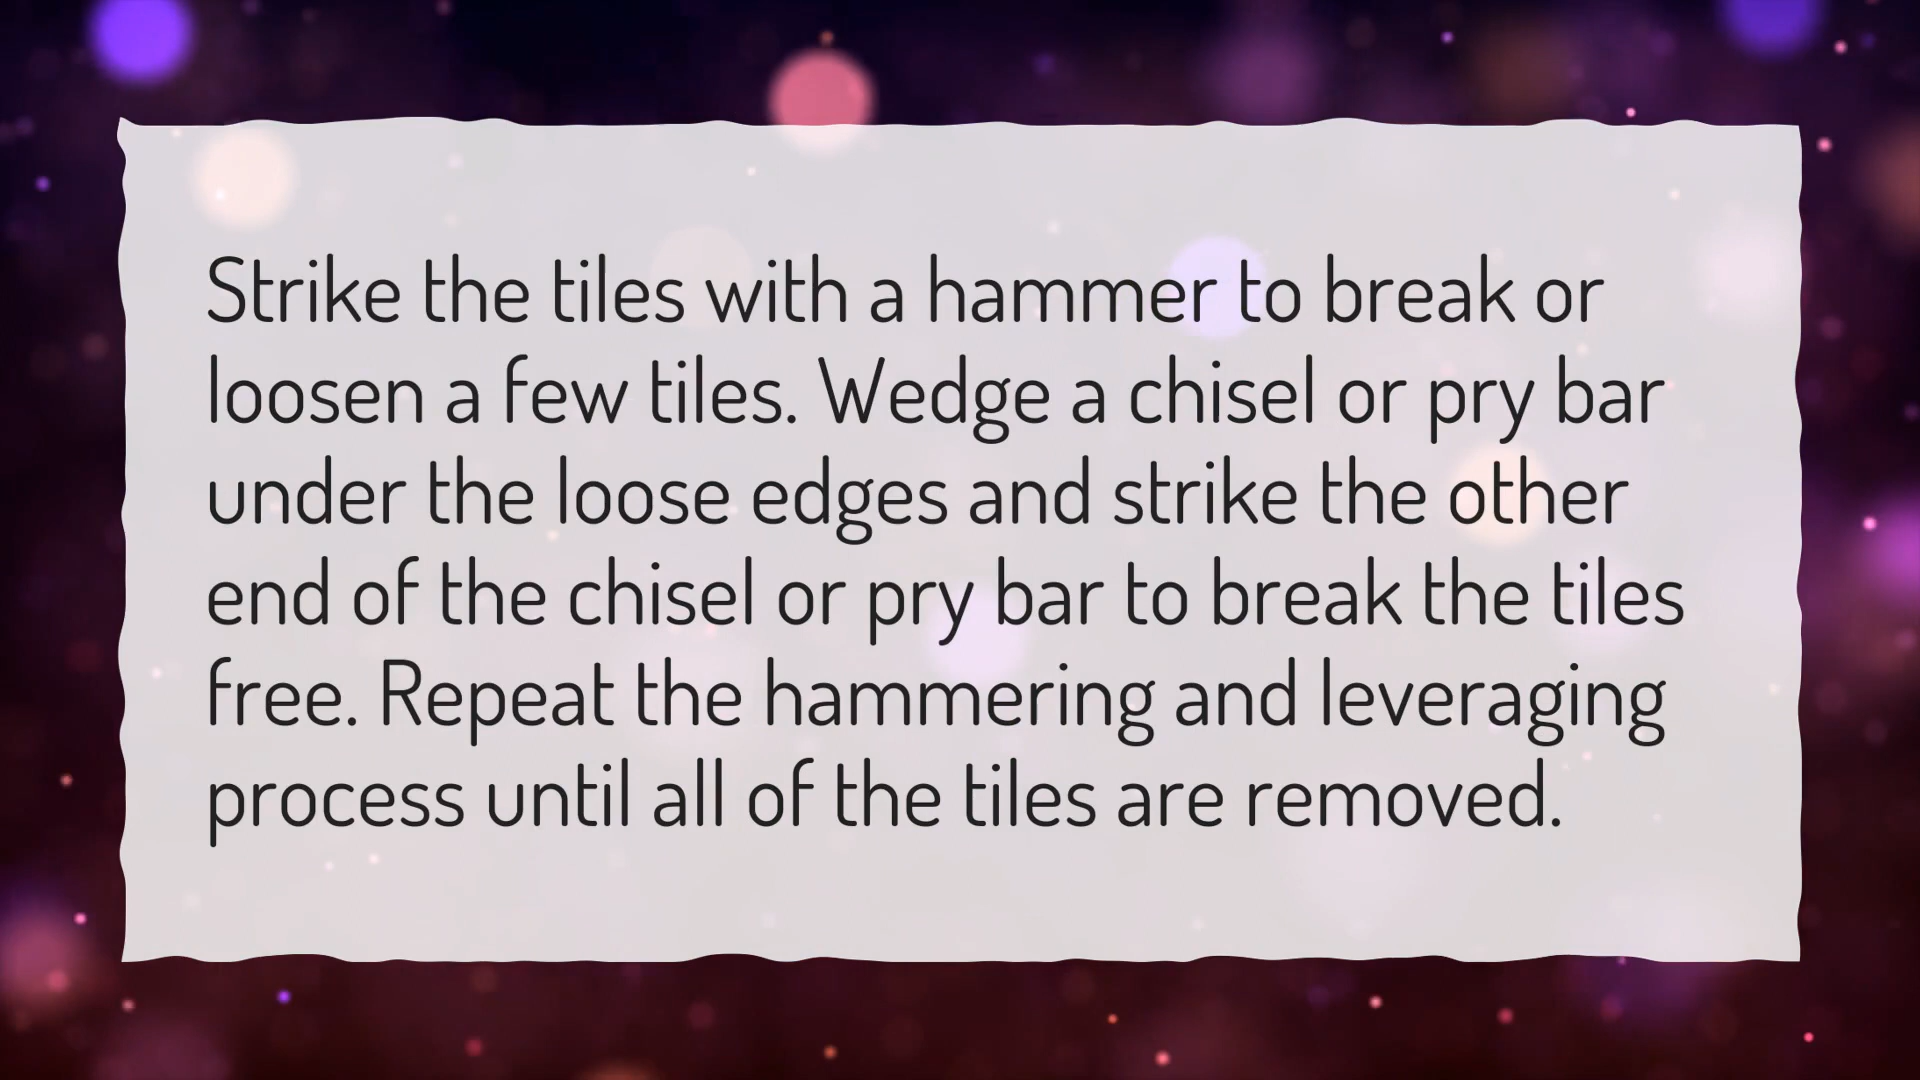 Strike the tiles with a hammer to break or
loosen a few tiles. Wedge a chisel or pry bar
under the loose edges and strike the other
end of the chisel or pry bar to break the tiles
free. Repeat the hammering and leveraging
process until all of the tiles are removed.